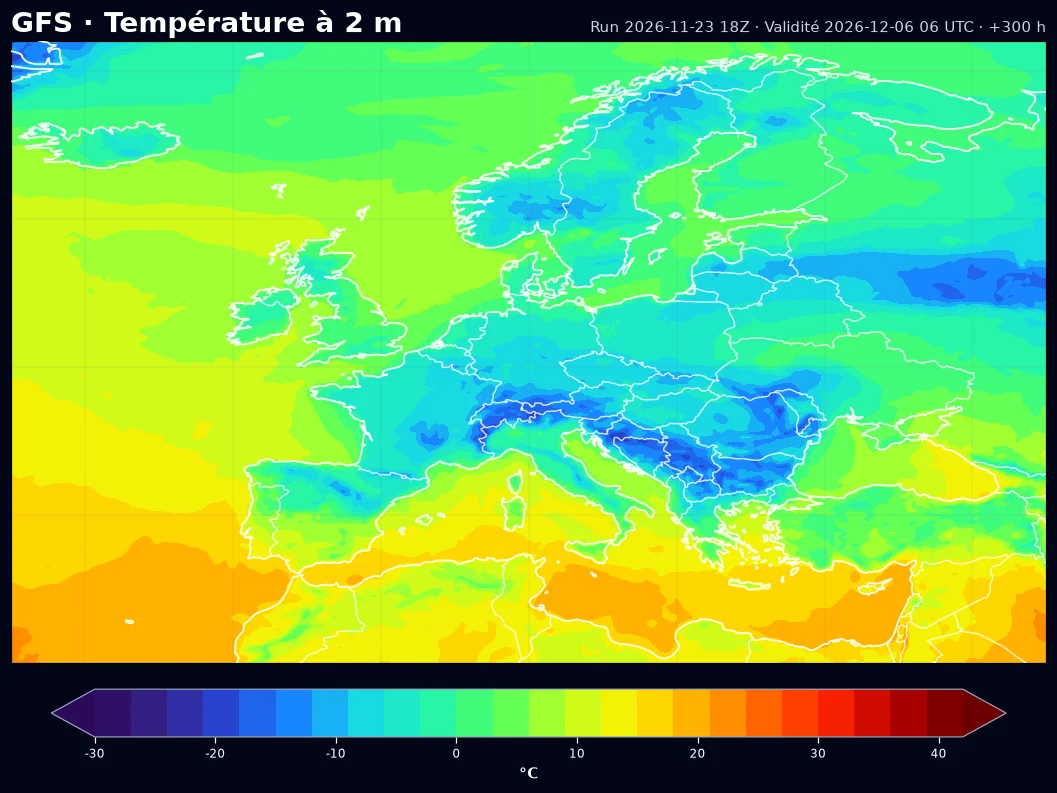 GFS · Température à 2 m
Run 2026-11-23 18Z · Validité 2026-12-06 06 UTC · +300 h
-30 -20 -10 0 10 20 30 40
°C